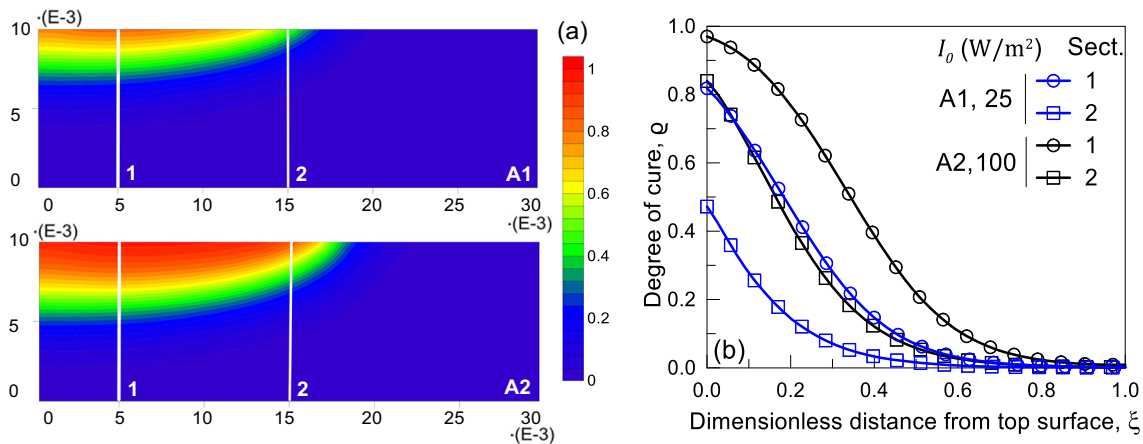 ·(E-3)
10
5
0
1
2
A1
0
5
10
15
20
25
30
·(E-3)
·(E-3)
10
5
0
1
2
A2
0
5
10
15
20
25
30
·(E-3)
(a)
1
0.8
0.6
0.4
0.2
0
Degree of cure, ϱ
1.0
0.8
0.6
0.4
0.2
0.0
I₀ (W/m²) Sect.
A1, 25
1
2
A2,100
1
2
(b)
0.0 0.2 0.4 0.6 0.8 1.0
Dimensionless distance from top surface, ξ